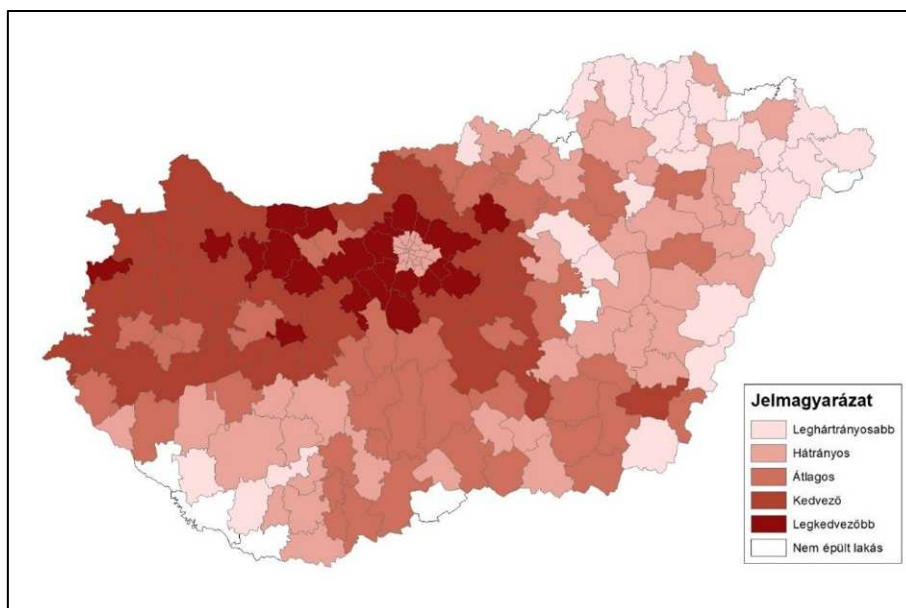 Jelmagyarázat
Leghártrányosabb
Hátrányos
Átlagos
Kedvező
Legkedvezőbb
Nem épült lakás